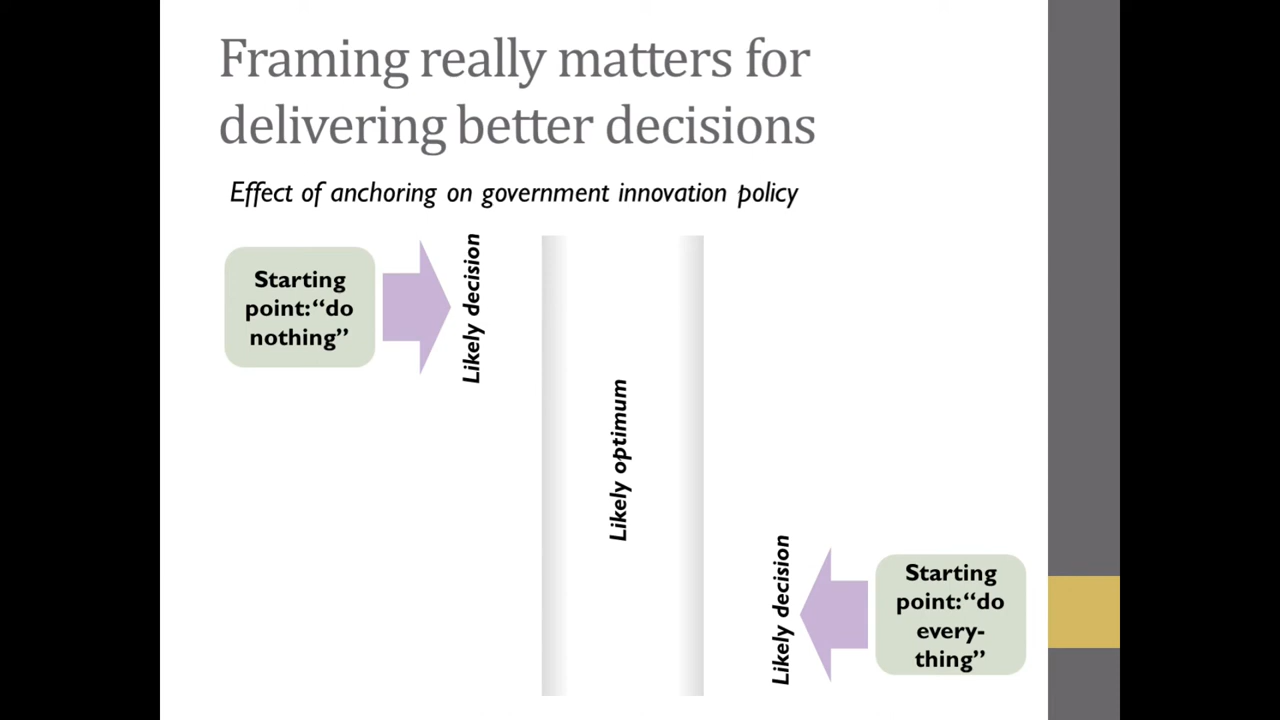 Framing really matters for
delivering better decisions
Effect of anchoring on government innovation policy
Starting
point:“do
nothing”
Likely decision
Likely optimum
Likely decision
Starting
point:“do
every-
thing”